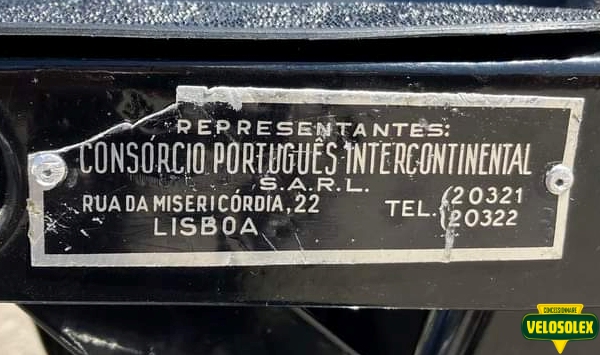 REPRESENTANTES:
CONSÓRCIO PORTUGUÊS INTERCONTINENTAL
S.A.R.L.
RUA DA MISERICÓRDIA, 22 TEL. (20321
LISBOA (20322
CONCESSIONNAIRE
VELOSOLEX